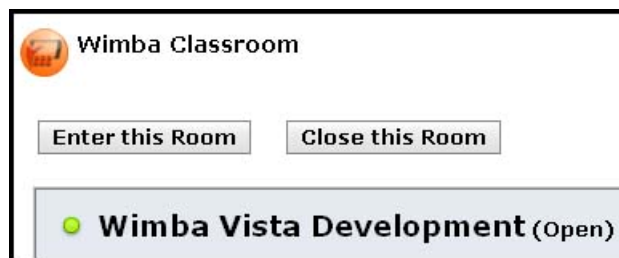 Wimba Classroom
Enter this Room Close this Room
Wimba Vista Development (Open)